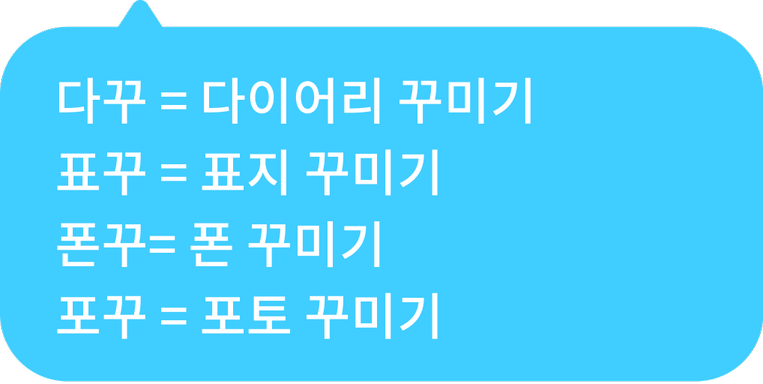 다꾸 = 다이어리 꾸미기
표꾸 = 표지 꾸미기
폰꾸= 폰 꾸미기
포꾸 = 포토 꾸미기